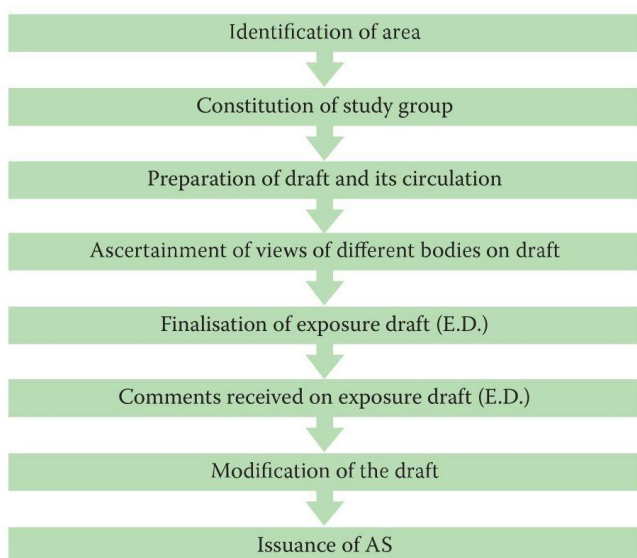 Identification of area
Constitution of study group
Preparation of draft and its circulation
Ascertainment of views of different bodies on draft
Finalisation of exposure draft (E.D.)
Comments received on exposure draft (E.D.)
Modification of the draft
Issuance of AS